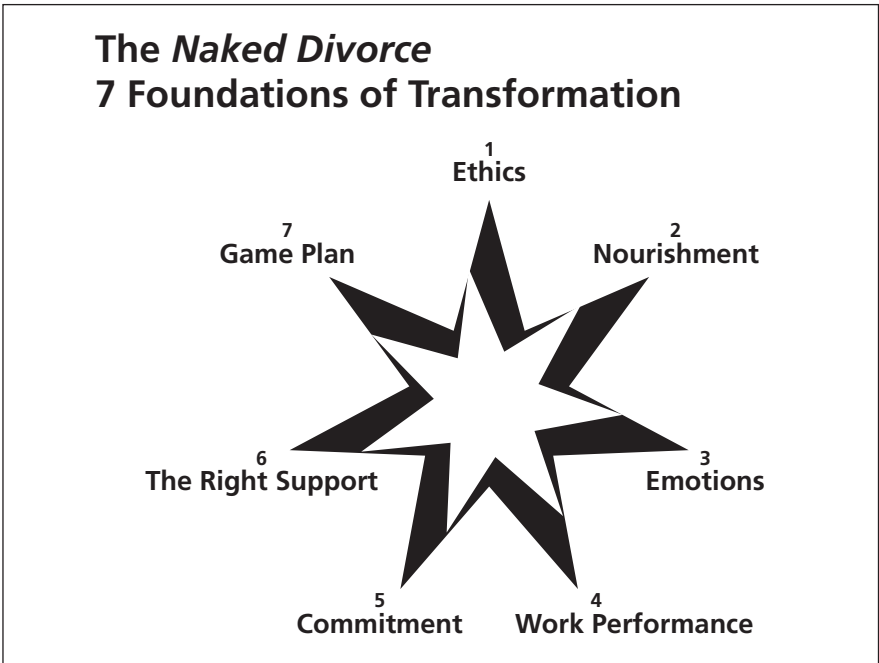 The Naked Divorce
7 Foundations of Transformation
1
Ethics
2
Nourishment
3
Emotions
4
Work Performance
5
Commitment
6
The Right Support
7
Game Plan